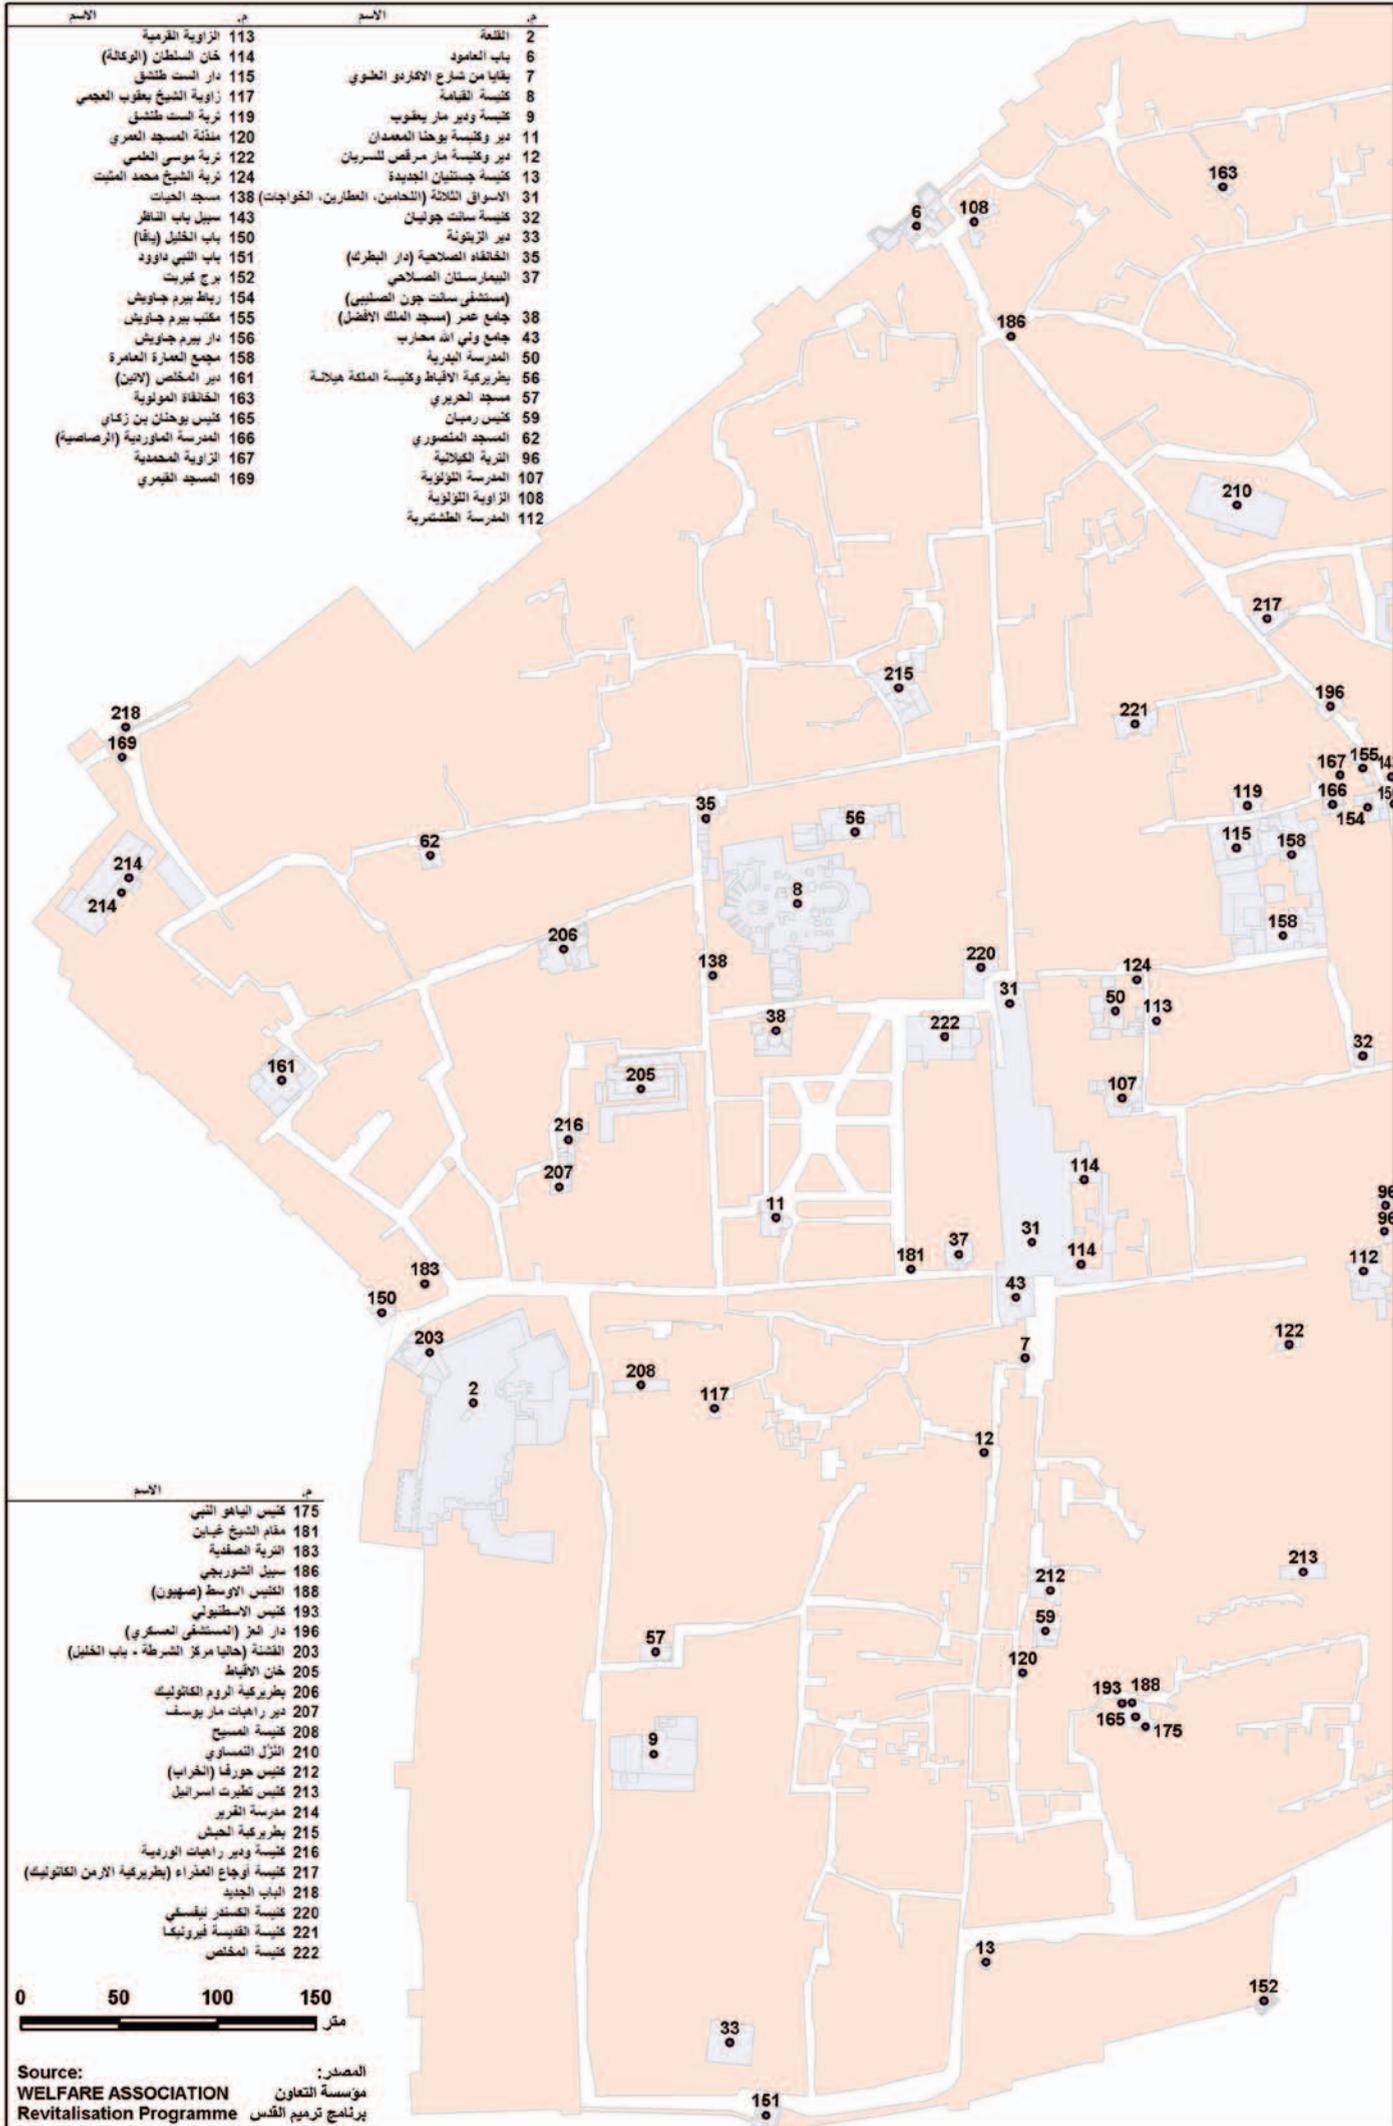 م. الاسم
2 القلعة
6 باب العامود
7 بقايا من شارع الاكاردو العلوي
8 كنيسة القيامة
9 كنيسة ودير مار يعقوب
11 دير وكنيسة يوحنا المعمدان
12 دير وكنيسة مار مرقص للسريان
13 كنيسة جستنيان الجديدة
31 الاسواق الثلاثة (اللحامين، العطارين، الخواجات)
32 كنيسة سانت جوليان
33 دير الزيتونة
35 الخانقاه الصلاحية (دار البطرك)
37 البيمارستان الصلاحي
(مستشفى سانت جون الصليبي)
38 جامع عمر (مسجد الملك الافضل)
43 جامع ولي الله محارب
50 المدرسة البدرية
56 بطريركية الاقباط وكنيسة الملكة هيلانة
57 مسجد الحريري
59 كنيس رمبان
62 المسجد المنصوري
96 التربة الكيلانية
107 المدرسة اللؤلؤية
108 الزاوية اللؤلؤية
112 المدرسة الطشتمرية
م. الاسم
113 الزاوية القرمية
114 خان السلطان (الوكالة)
115 دار الست طنشق
117 زاوية الشيخ يعقوب العجمي
119 تربة الست طنشق
120 مئذنة المسجد العمري
122 تربة موسى العلمي
124 تربة الشيخ محمد المثبت
138 مسجد الحيات
143 سبيل باب الناظر
150 باب الخليل (يافا)
151 باب النبي داوود
152 برج كبريت
154 رباط بيرم جاويش
155 مكتب بيرم جاويش
156 دار بيرم جاويش
158 مجمع العمارة العامرة
161 دير المخلص (لاتين)
163 الخانقاة المولوية
165 كنيس يوحنان بن زكاي
166 المدرسة الماوردية (الرصاصية)
167 الزاوية المحمدية
169 المسجد القيمري
163
6 108
186
210
217
215
196
218 221
169 155 14
167
35 119 166 154 15
62 56 115 158
214
214 8
206 158
138 220 124
31 50 113
38 222 32
161 205 107
216
207 114
11 96
31 96
181 37 114 112
183 43
150
203 7 122
208
2 117
12
213
212
59
57 120
193 188
165 175
9
13
152
33
151
م. الاسم
175 كنيس الياهو النبي
181 مقام الشيخ غباين
183 التربة الصفدية
186 سبيل الشوربجي
188 الكنيس الاوسط (صهيون)
193 كنيس الاسطنبولي
196 دار العز (المستشفى العسكري)
203 القشلة (حاليا مركز الشرطة - باب الخليل)
205 خان الاقباط
206 بطريركية الروم الكاثوليك
207 دير راهبات مار يوسف
208 كنيسة المسيح
210 النُزل النمساوي
212 كنيس حورفا (الخراب)
213 كنيس تطبرت اسرائيل
214 مدرسة الفرير
215 بطريركية الحبش
216 كنيسة ودير راهبات الوردية
217 كنيسة أوجاع العذراء (بطريركية الارمن الكاثوليك)
218 الباب الجديد
220 كنيسة الكسندر نيفسكي
221 كنيسة القديسة فيرونيكا
222 كنيسة المخلص
0 50 100 150
متر
Source: المصدر:
WELFARE ASSOCIATION مؤسسة التعاون
Revitalisation Programme برنامج ترميم القدس